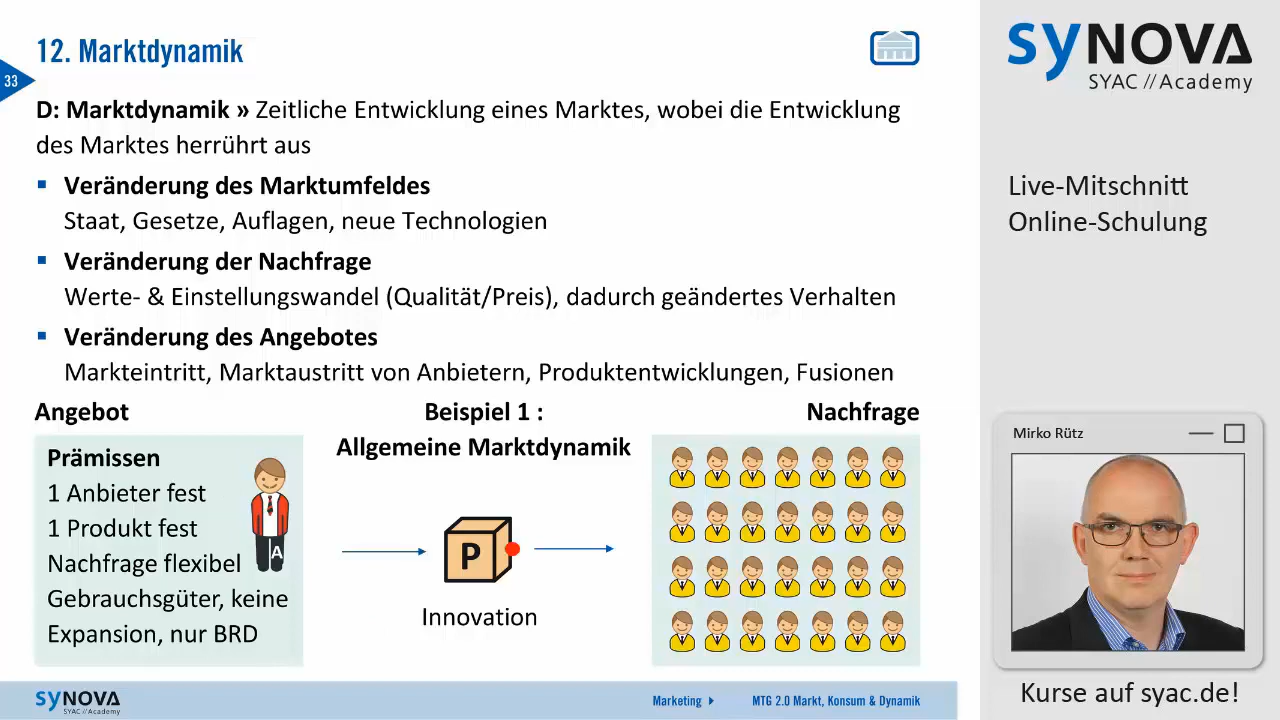 12. Marktdynamik
33
D: Marktdynamik » Zeitliche Entwicklung eines Marktes, wobei die Entwicklung
des Marktes herrührt aus
▪ Veränderung des Marktumfeldes
Staat, Gesetze, Auflagen, neue Technologien
▪ Veränderung der Nachfrage
Werte- & Einstellungswandel (Qualität/Preis), dadurch geändertes Verhalten
▪ Veränderung des Angebotes
Markteintritt, Marktaustritt von Anbietern, Produktentwicklungen, Fusionen
Angebot
Prämissen
1 Anbieter fest
1 Produkt fest
Nachfrage flexibel
Gebrauchsgüter, keine
Expansion, nur BRD
A
Beispiel 1 :
Allgemeine Marktdynamik
P
Innovation
Nachfrage
SYNOVA
SYAC // Academy
Marketing
MTG 2.0 Markt, Konsum & Dynamik
SYNOVA
SYAC // Academy
Live-Mitschnitt
Online-Schulung
Mirko Rütz
Kurse auf syac.de!